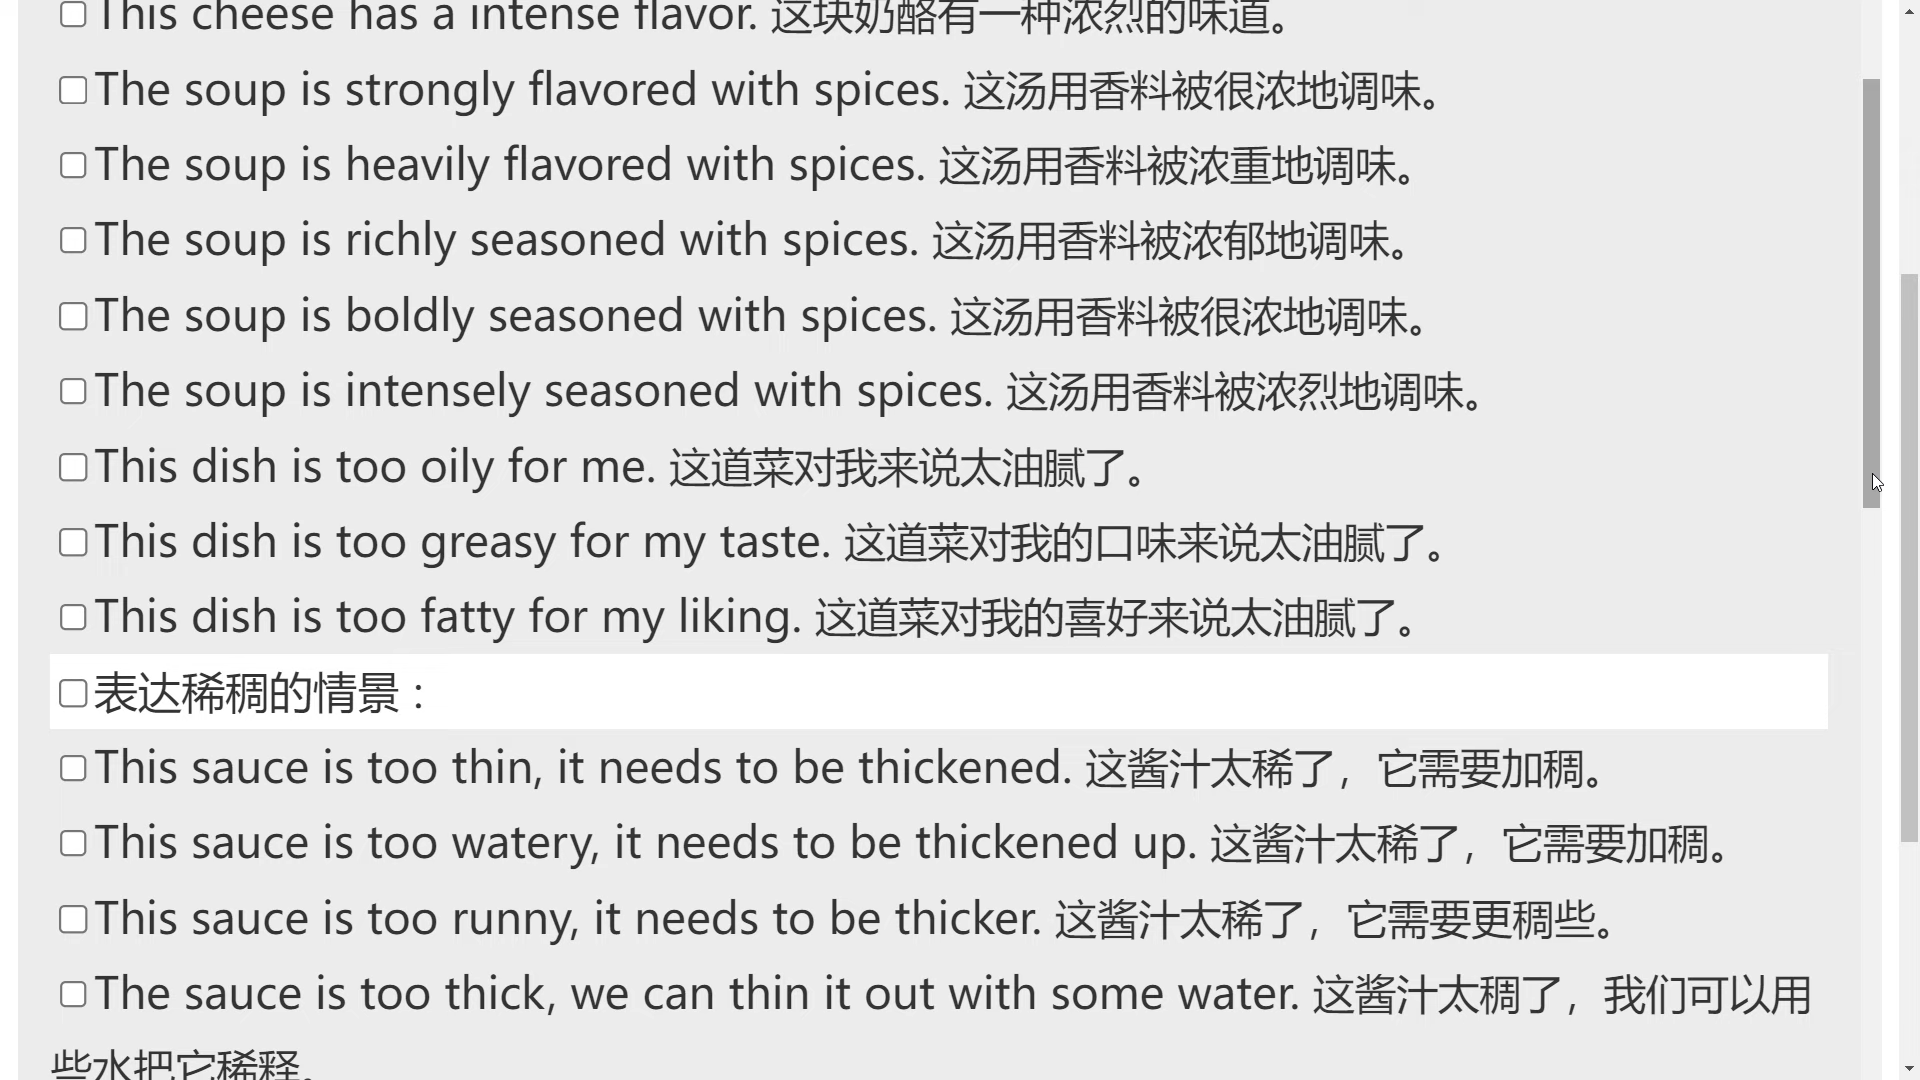 This cheese has a intense flavor. 这块奶酪有一种浓烈的味道。
The soup is strongly flavored with spices. 这汤用香料被很浓地调味。
The soup is heavily flavored with spices. 这汤用香料被浓重地调味。
The soup is richly seasoned with spices. 这汤用香料被浓郁地调味。
The soup is boldly seasoned with spices. 这汤用香料被很浓地调味。
The soup is intensely seasoned with spices. 这汤用香料被浓烈地调味。
This dish is too oily for me. 这道菜对我来说太油腻了。
This dish is too greasy for my taste. 这道菜对我的口味来说太油腻了。
This dish is too fatty for my liking. 这道菜对我的喜好来说太油腻了。
表达稀稠的情景：
This sauce is too thin, it needs to be thickened. 这酱汁太稀了，它需要加稠。
This sauce is too watery, it needs to be thickened up. 这酱汁太稀了，它需要加稠。
This sauce is too runny, it needs to be thicker. 这酱汁太稀了，它需要更稠些。
The sauce is too thick, we can thin it out with some water. 这酱汁太稠了，我们可以用
些水把它稀释。